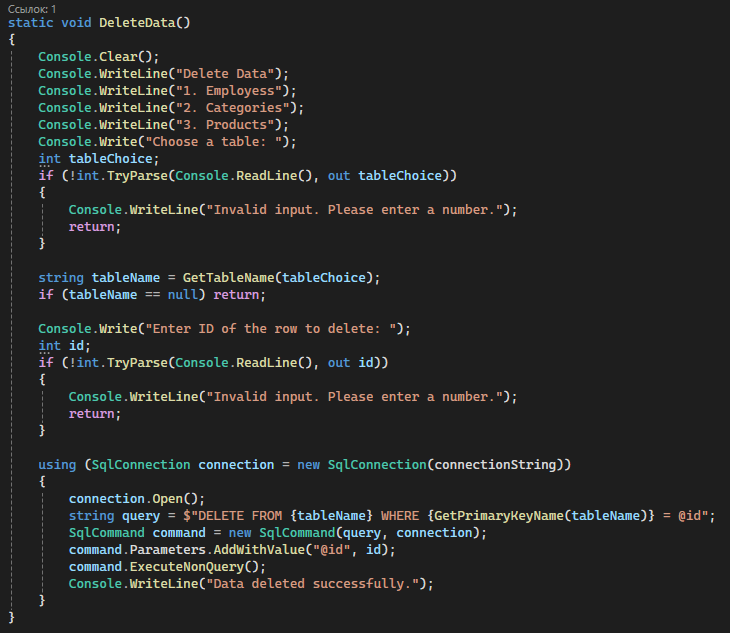 Ссылок: 1
static void DeleteData()
{
    Console.Clear();
    Console.WriteLine("Delete Data");
    Console.WriteLine("1. Employess");
    Console.WriteLine("2. Categories");
    Console.WriteLine("3. Products");
    Console.Write("Choose a table: ");
    int tableChoice;
    if (!int.TryParse(Console.ReadLine(), out tableChoice))
    {
        Console.WriteLine("Invalid input. Please enter a number.");
        return;
    }

    string tableName = GetTableName(tableChoice);
    if (tableName == null) return;

    Console.Write("Enter ID of the row to delete: ");
    int id;
    if (!int.TryParse(Console.ReadLine(), out id))
    {
        Console.WriteLine("Invalid input. Please enter a number.");
        return;
    }

    using (SqlConnection connection = new SqlConnection(connectionString))
    {
        connection.Open();
        string query = $"DELETE FROM {tableName} WHERE {GetPrimaryKeyName(tableName)} = @id";
        SqlCommand command = new SqlCommand(query, connection);
        command.Parameters.AddWithValue("@id", id);
        command.ExecuteNonQuery();
        Console.WriteLine("Data deleted successfully.");
    }
}